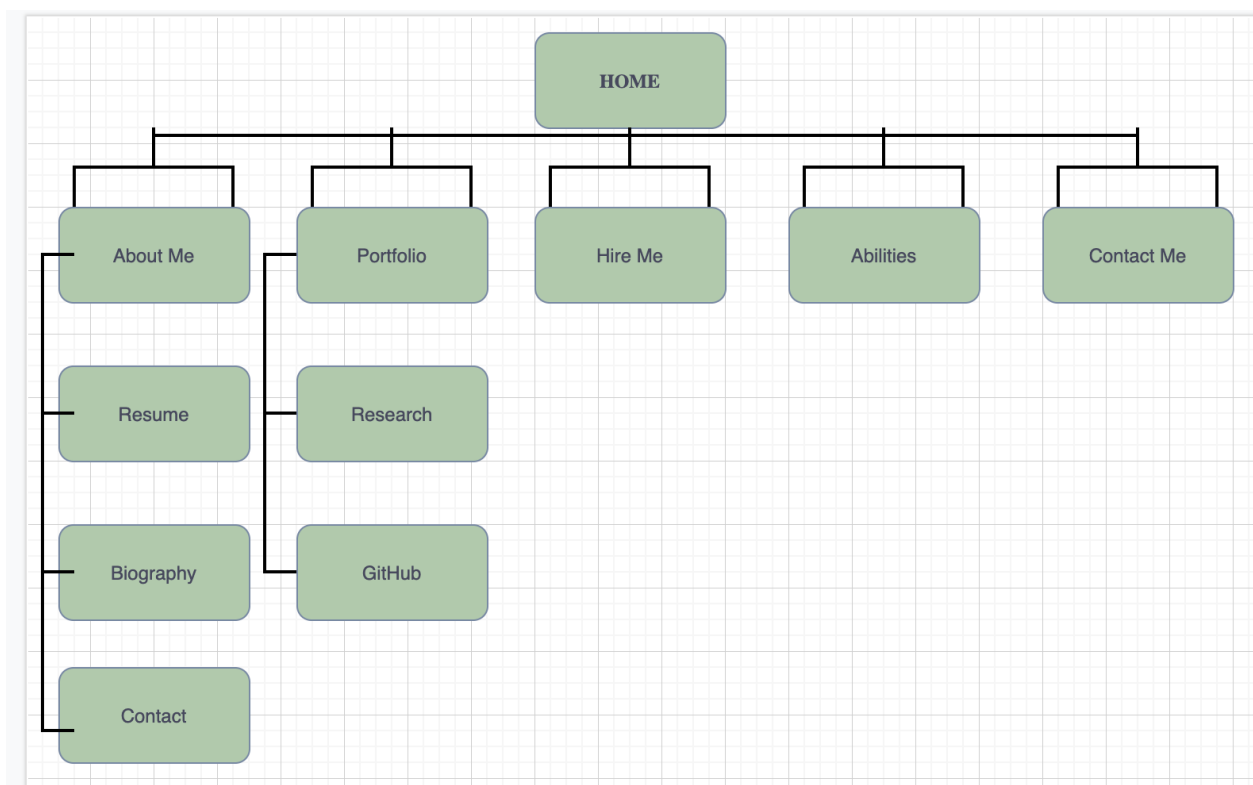 HOME
About Me
Portfolio
Hire Me
Abilities
Contact Me
Resume
Research
Biography
GitHub
Contact